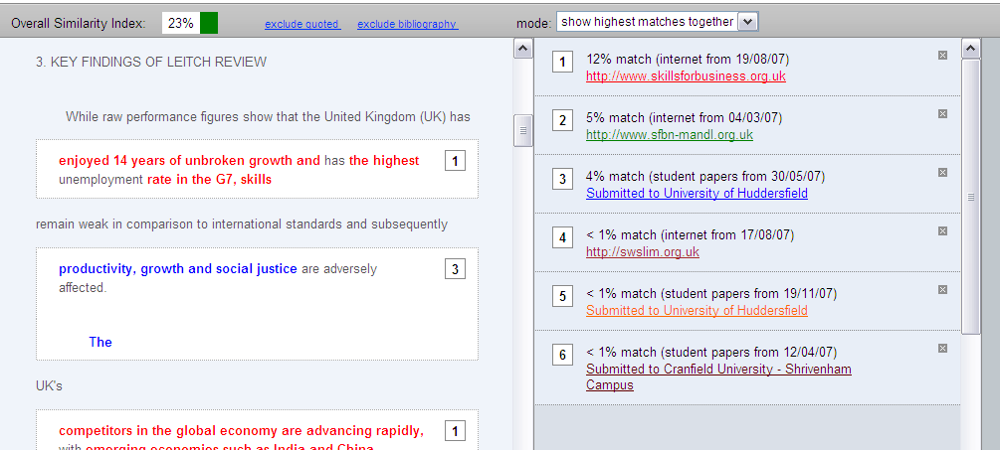 Overall Similarity Index: 23% exclude quoted exclude bibliography mode: show highest matches together
3. KEY FINDINGS OF LEITCH REVIEW
While raw performance figures show that the United Kingdom (UK) has
enjoyed 14 years of unbroken growth and has the highest 1
unemployment rate in the G7, skills
remain weak in comparison to international standards and subsequently
productivity, growth and social justice are adversely 3
affected.
The
UK's
competitors in the global economy are advancing rapidly, 1
with emerging economies such as India and China
1 12% match (internet from 19/08/07)
http://www.skillsforbusiness.org.uk
2 5% match (internet from 04/03/07)
http://www.sfbn-mandl.org.uk
3 4% match (student papers from 30/05/07)
Submitted to University of Huddersfield
4 < 1% match (internet from 17/08/07)
http://swslim.org.uk
5 < 1% match (student papers from 19/11/07)
Submitted to University of Huddersfield
6 < 1% match (student papers from 12/04/07)
Submitted to Cranfield University - Shrivenham
Campus